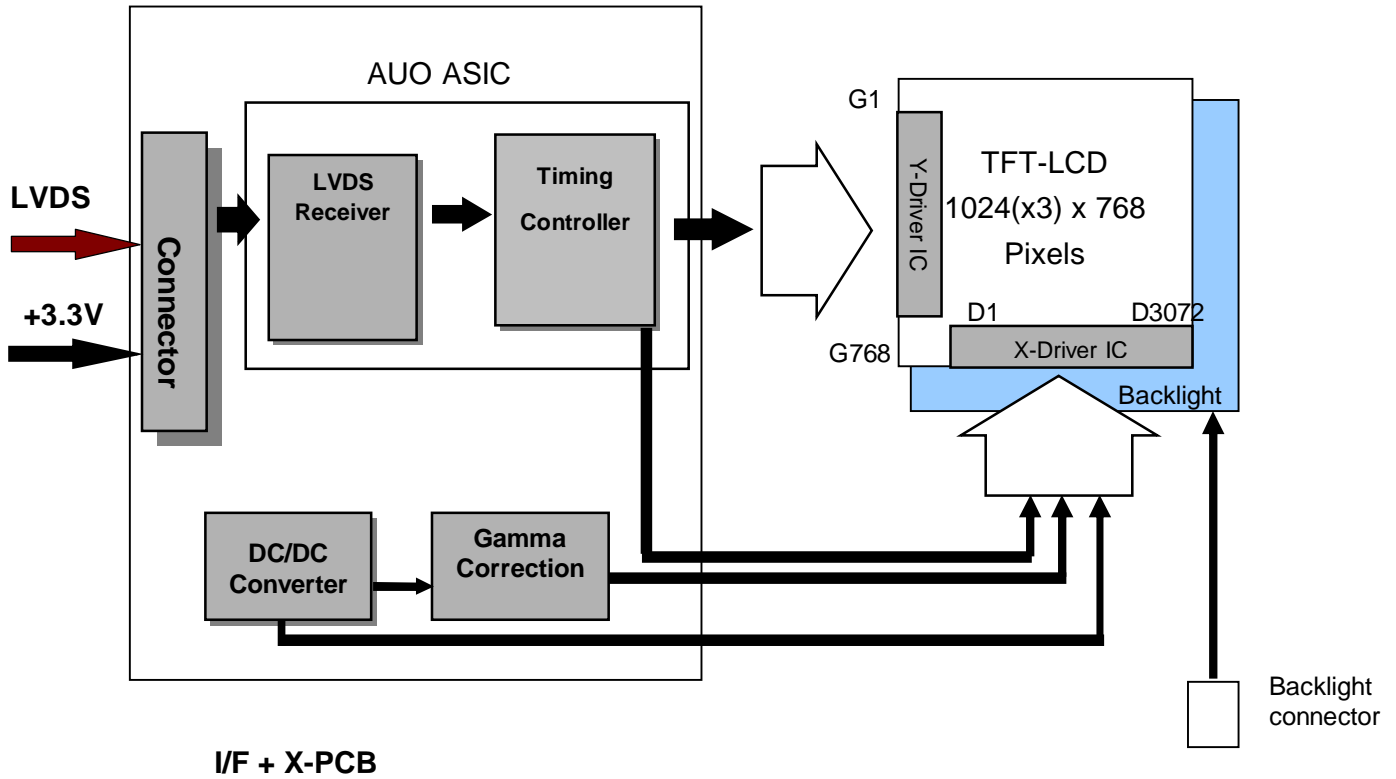 AUO ASIC
LVDS
+3.3V
Connector
LVDS
Receiver
Timing
Controller
G1
Y-Driver IC
G768
TFT-LCD
1024(x3) x 768
Pixels
D1
D3072
X-Driver IC
Backlight
DC/DC
Converter
Gamma
Correction
Backlight
connector
I/F + X-PCB